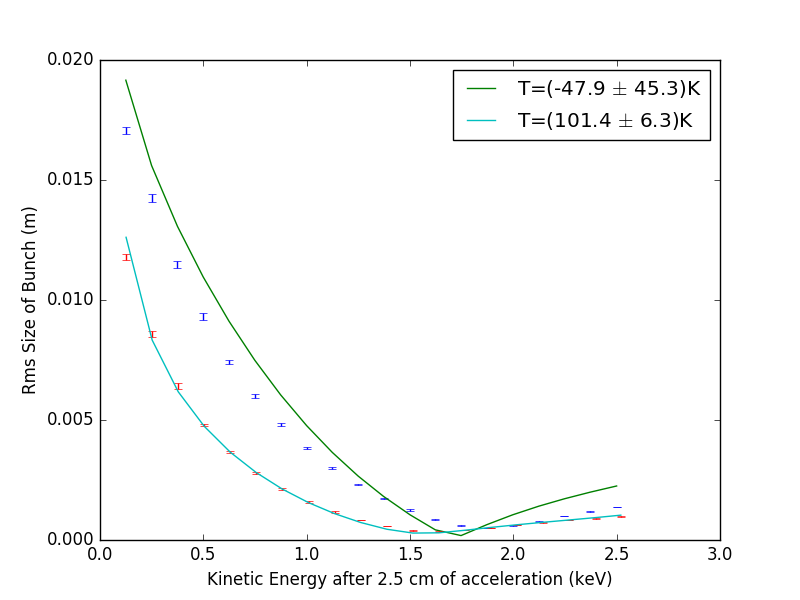 T=(-47.9 ± 45.3)K
T=(101.4 ± 6.3)K
0.020
0.015
0.010
0.005
0.000
Rms Size of Bunch (m)
0.0 0.5 1.0 1.5 2.0 2.5 3.0
Kinetic Energy after 2.5 cm of acceleration (keV)